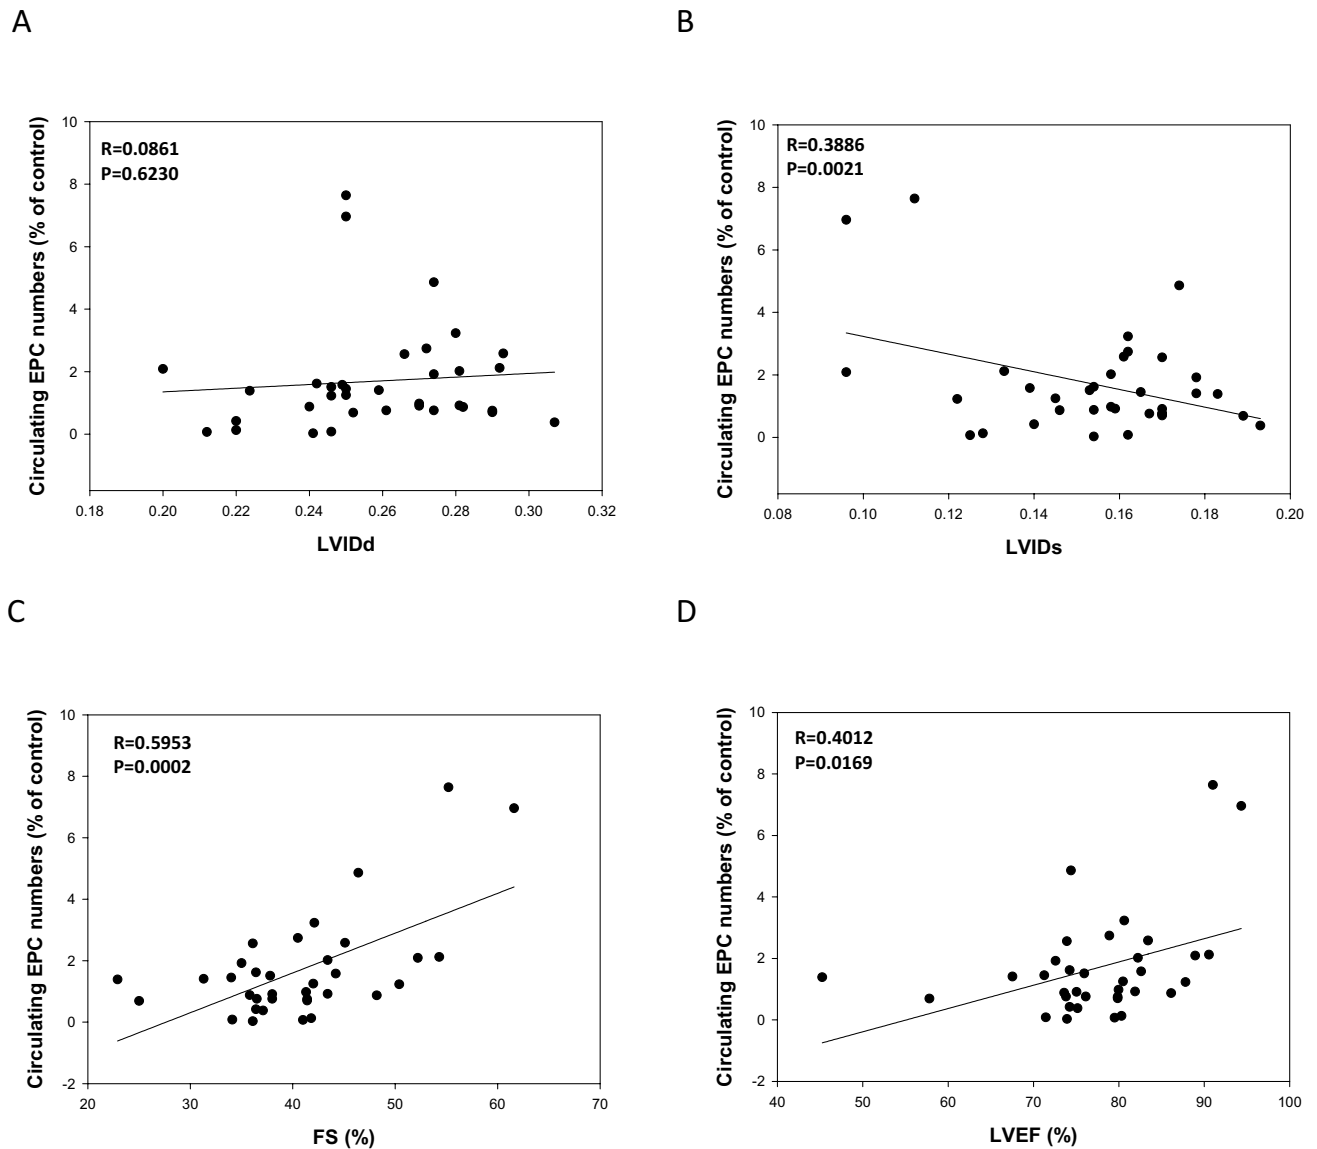 A
B
Circulating EPC numbers (% of control)
10
8
6
4
2
0
R=0.0861
P=0.6230
0.18 0.20 0.22 0.24 0.26 0.28 0.30 0.32
LVIDd
Circulating EPC numbers (% of control)
10
8
6
4
2
0
R=0.3886
P=0.0021
0.08 0.10 0.12 0.14 0.16 0.18 0.20
LVIDs
C
D
Circulating EPC numbers (% of control)
10
8
6
4
2
0
-2
R=0.5953
P=0.0002
20 30 40 50 60 70
FS (%)
Circulating EPC numbers (% of control)
10
8
6
4
2
0
-2
R=0.4012
P=0.0169
40 50 60 70 80 90 100
LVEF (%)